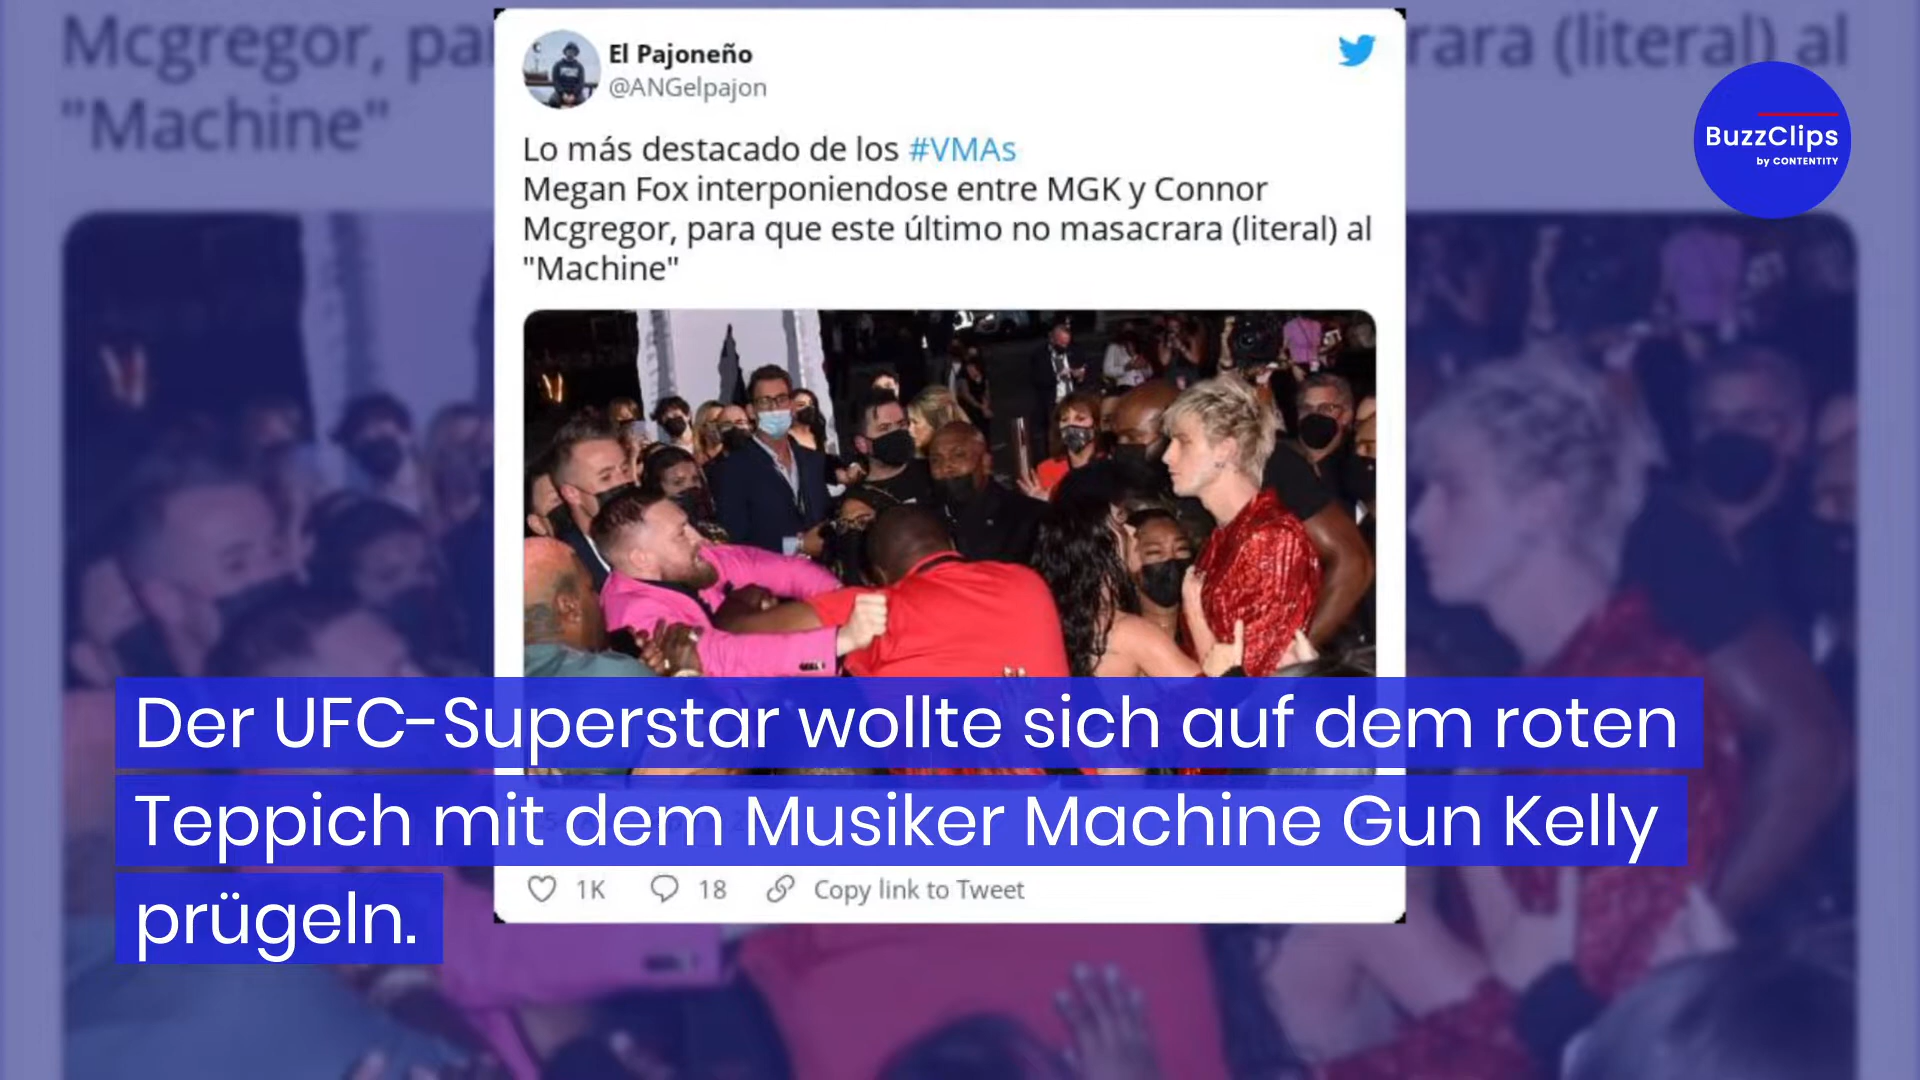 Mcgregor, pa
rara (literal) al
"Machine"
El Pajoneño
@ANGelpajon
BuzzClips
by CONTENTITY
Lo más destacado de los #VMAs
Megan Fox interponiendose entre MGK y Connor
Mcgregor, para que este último no masacrara (literal) al
"Machine"
Der UFC-Superstar wollte sich auf dem roten
Teppich mit dem Musiker Machine Gun Kelly
prügeln.
1K
18
Copy link to Tweet